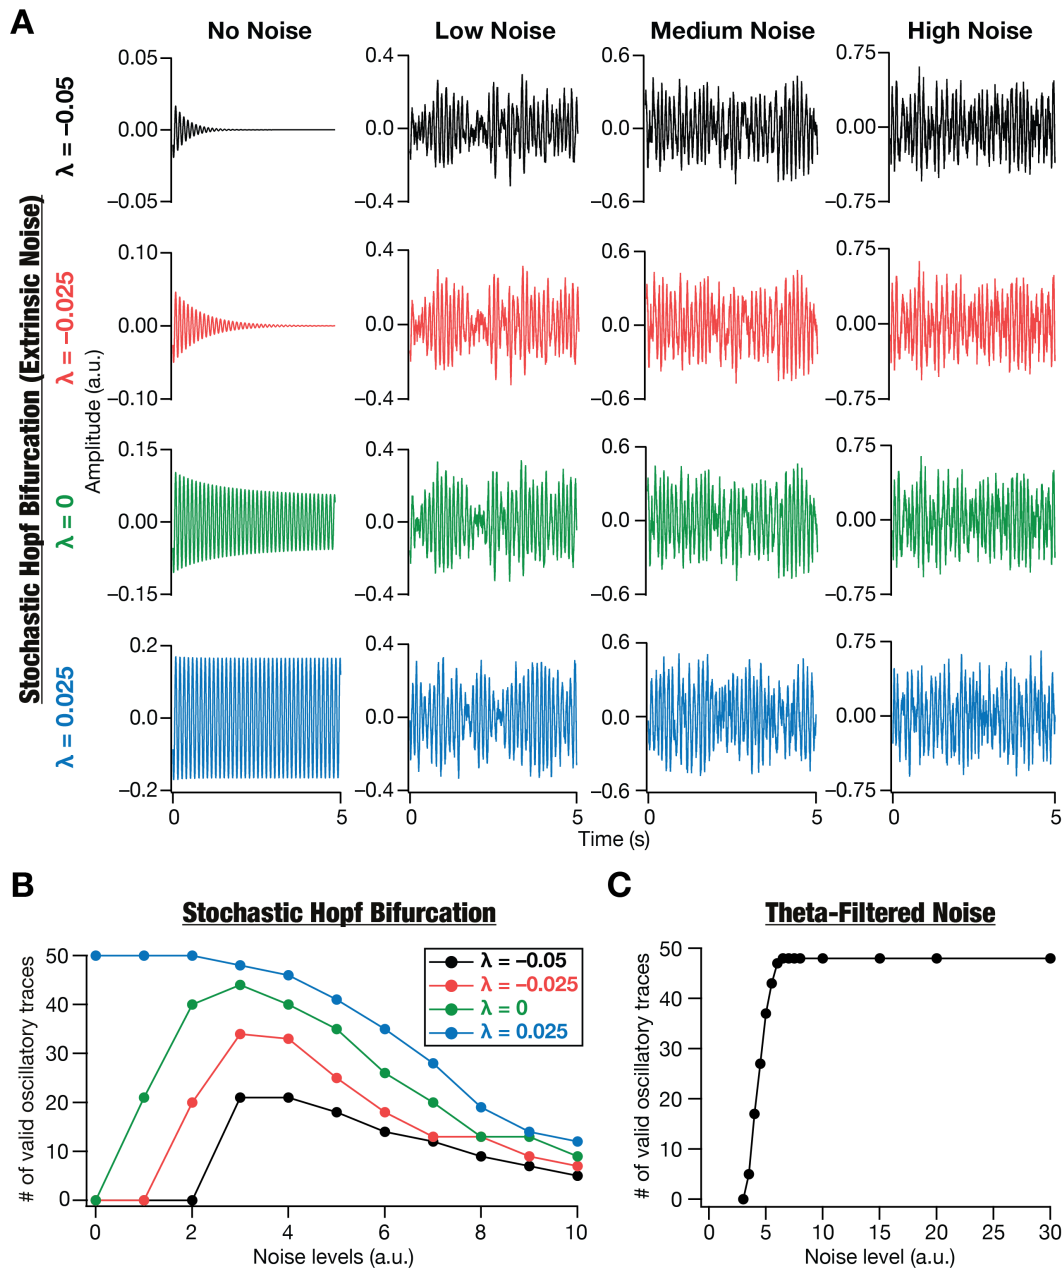 A
No Noise Low Noise Medium Noise High Noise
Stochastic Hopf Bifurcation (Extrinsic Noise)
Amplitude (a.u.)
λ = −0.05
0.05 0.4 0.6 0.75
0.00 0.0 0.0 0.00
−0.05 −0.4 −0.6 −0.75
λ = −0.025
0.10 0.4 0.6 0.75
0.00 0.0 0.0 0.00
−0.10 −0.4 −0.6 −0.75
λ = 0
0.15 0.4 0.6 0.75
0.00 0.0 0.0 0.00
−0.15 −0.4 −0.6 −0.75
λ = 0.025
0.2 0.4 0.6 0.75
0.0 0.0 0.0 0.00
−0.2 −0.4 −0.6 −0.75
0 5 0 5 0 5 0 5
Time (s)
B
Stochastic Hopf Bifurcation
# of valid oscillatory traces
50
40
30
20
10
0
λ = −0.05
λ = −0.025
λ = 0
λ = 0.025
0 2 4 6 8 10
Noise levels (a.u.)
C
Theta-Filtered Noise
# of valid oscillatory traces
50
40
30
20
10
0
0 5 10 15 20 25 30
Noise level (a.u.)